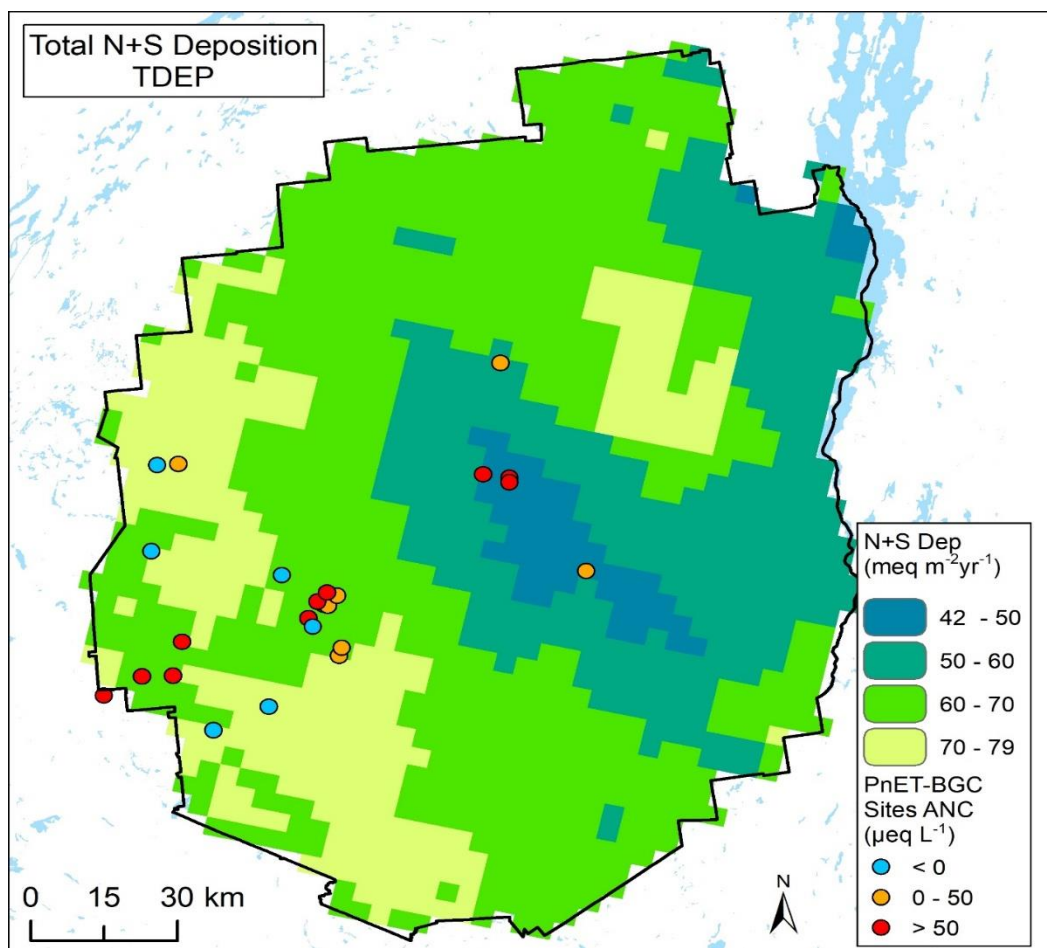 Total N+S Deposition
TDEP
N+S Dep
(meq m⁻²yr⁻¹)
42 - 50
50 - 60
60 - 70
70 - 79
PnET-BGC
Sites ANC
(µeq L⁻¹)
< 0
0 - 50
> 50
0 15 30 km
N